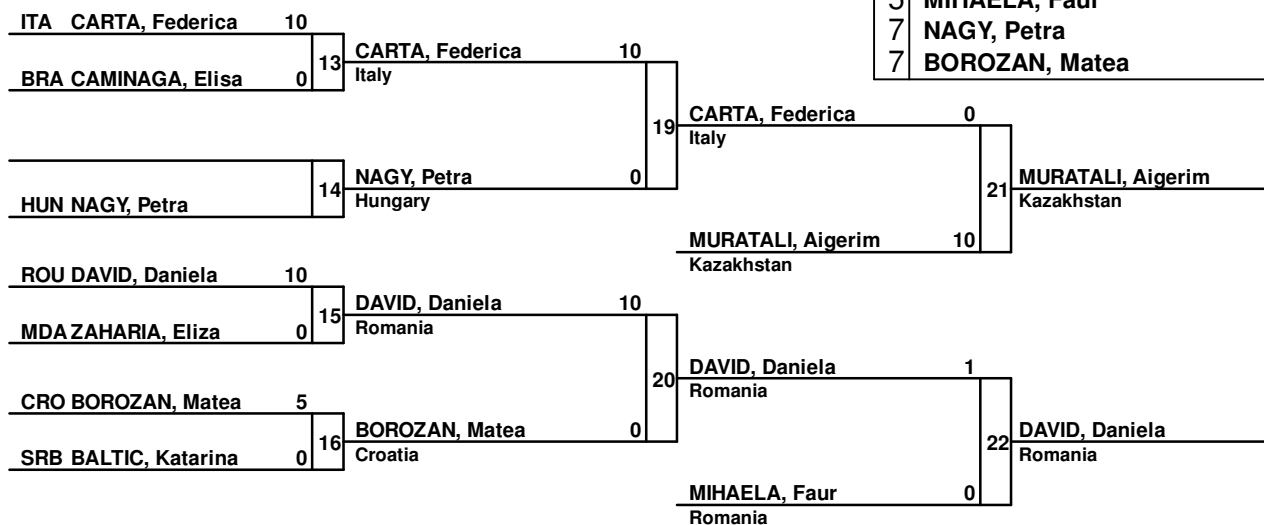 5 MIHAELA, Faur
ITA CARTA, Federica 10
7 NAGY, Petra
13 CARTA, Federica 10
7 BOROZAN, Matea
BRA CAMINAGA, Elisa 0
Italy
CARTA, Federica 0
19
Italy
NAGY, Petra 0
MURATALI, Aigerim
14
21
HUN NAGY, Petra
Hungary
Kazakhstan
MURATALI, Aigerim 10
Kazakhstan
ROU DAVID, Daniela 10
DAVID, Daniela 10
15
MDA ZAHARIA, Eliza 0
Romania
DAVID, Daniela 1
20
Romania
CRO BOROZAN, Matea 5
BOROZAN, Matea 0
DAVID, Daniela
16
22
SRB BALTIC, Katarina 0
Croatia
Romania
MIHAELA, Faur 0
Romania